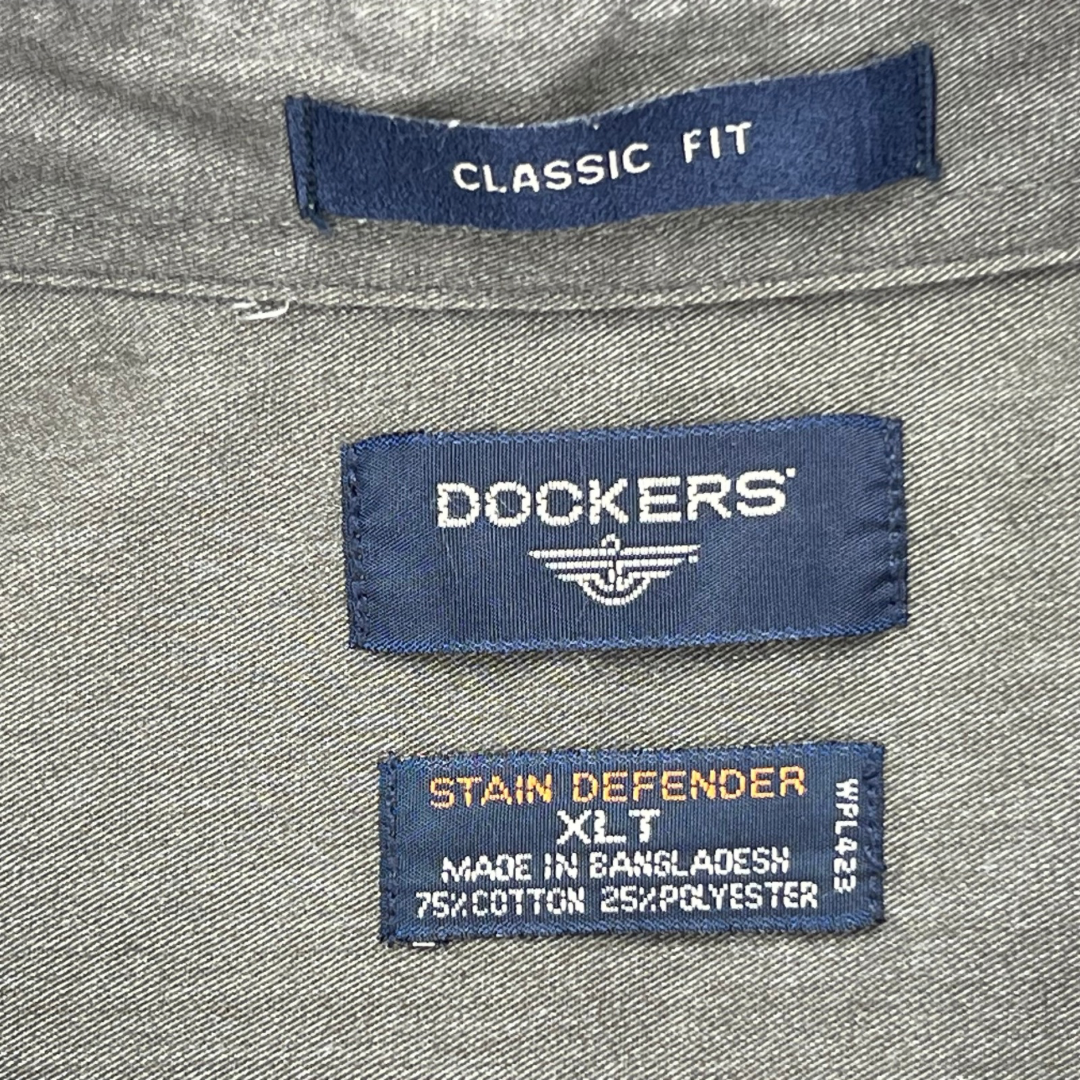 CLASSIC FIT
DOCKERS
STAIN DEFENDER
XLT
MADE IN BANGLADESH
75%COTTON 25%POLYESTER
WPL423